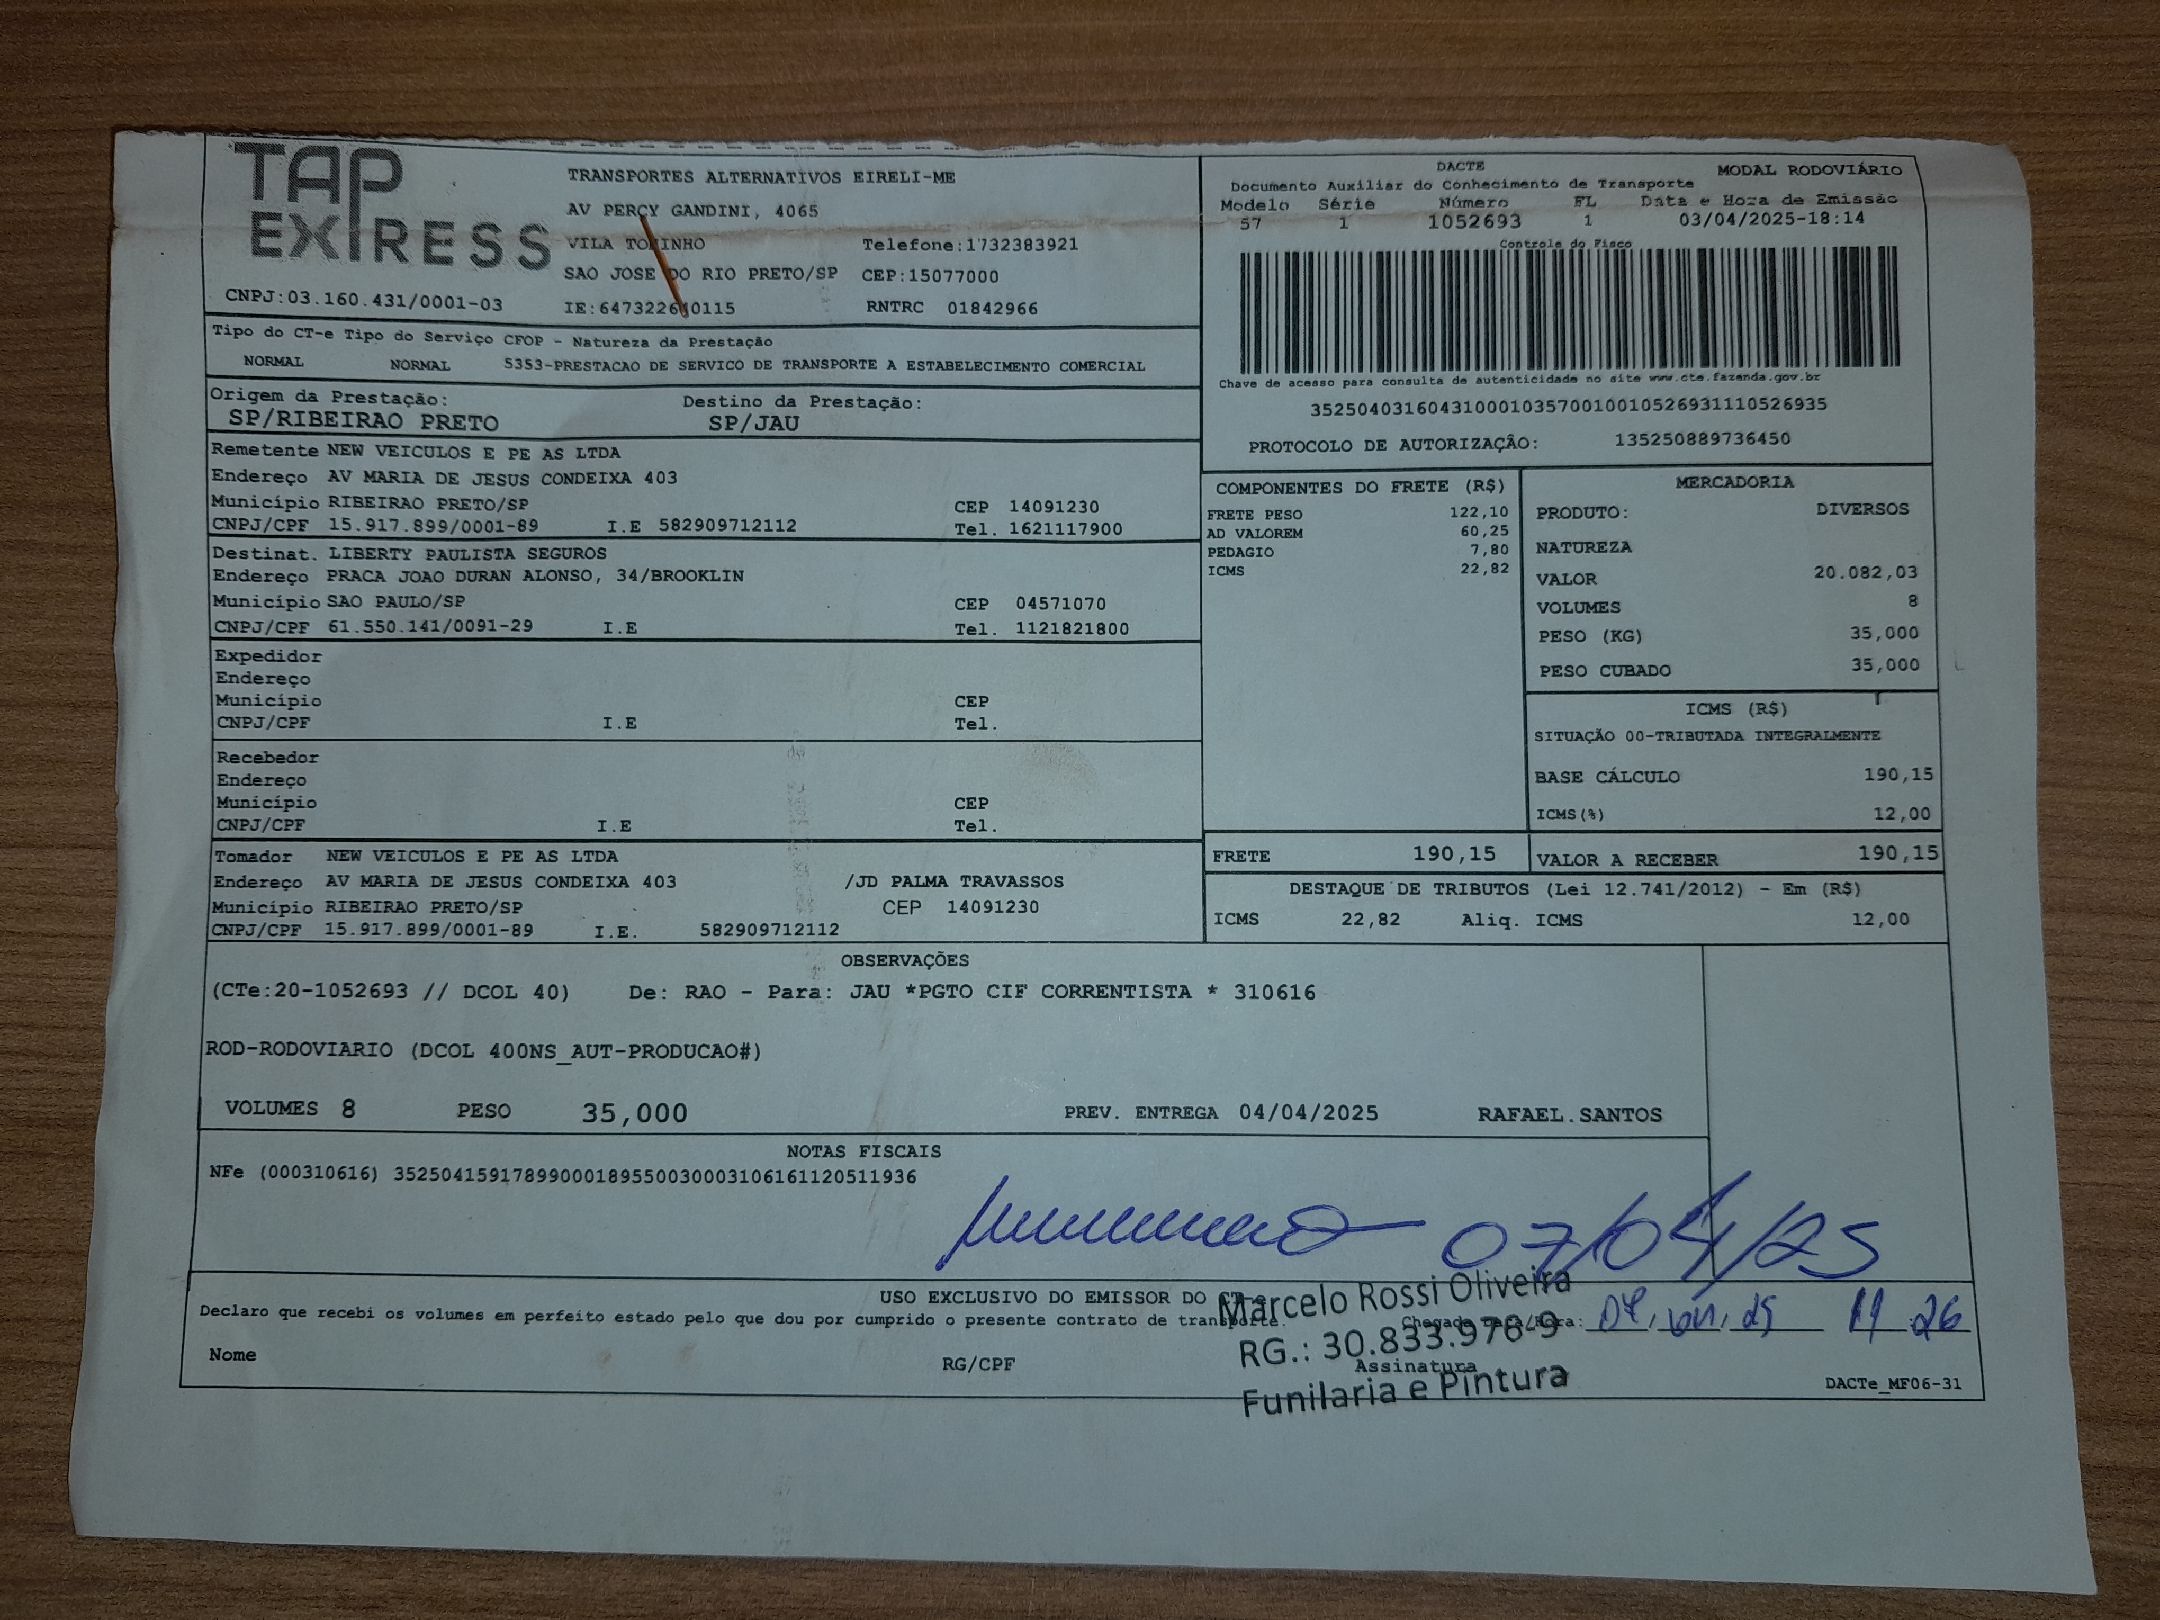 TAP
EXPRESS
TRANSPORTES ALTERNATIVOS EIRELI-ME
AV PERCY GANDINI, 4065
VILA TONINHO Telefone:1732383921
SAO JOSE DO RIO PRETO/SP CEP:15077000
CNPJ:03.160.431/0001-03 IE:647322640115 RNTRC 01842966
DACTE MODAL RODOVIÁRIO
Documento Auxiliar do Conhecimento de Transporte
Modelo Série Número FL Data e Hora de Emissão
57 1 1052693 1 03/04/2025-18:14
Controle do Fisco
Chave de acesso para consulta de autenticidade no site www.cte.fazenda.gov.br
35250403160431000103570010010526931110526935
PROTOCOLO DE AUTORIZAÇÃO: 135250889736450
Tipo do CT-e Tipo do Serviço CFOP - Natureza da Prestação
NORMAL NORMAL 5353-PRESTACAO DE SERVICO DE TRANSPORTE A ESTABELECIMENTO COMERCIAL
Origem da Prestação: Destino da Prestação:
SP/RIBEIRAO PRETO SP/JAU
Remetente NEW VEICULOS E PE AS LTDA
Endereço AV MARIA DE JESUS CONDEIXA 403
Município RIBEIRAO PRETO/SP CEP 14091230
CNPJ/CPF 15.917.899/0001-89 I.E 582909712112 Tel. 1621117900
Destinat. LIBERTY PAULISTA SEGUROS
Endereço PRACA JOAO DURAN ALONSO, 34/BROOKLIN
Município SAO PAULO/SP CEP 04571070
CNPJ/CPF 61.550.141/0091-29 I.E Tel. 1121821800
Expedidor
Endereço
Município CEP
CNPJ/CPF I.E Tel.
Recebedor
Endereço
Município CEP
CNPJ/CPF I.E Tel.
Tomador NEW VEICULOS E PE AS LTDA
Endereço AV MARIA DE JESUS CONDEIXA 403 /JD PALMA TRAVASSOS
Município RIBEIRAO PRETO/SP CEP 14091230
CNPJ/CPF 15.917.899/0001-89 I.E. 582909712112
COMPONENTES DO FRETE (R$)
FRETE PESO 122,10
AD VALOREM 60,25
PEDAGIO 7,80
ICMS 22,82
MERCADORIA
PRODUTO: DIVERSOS
NATUREZA
VALOR 20.082,03
VOLUMES 8
PESO (KG) 35,000
PESO CUBADO 35,000
ICMS (R$)
SITUAÇÃO 00-TRIBUTADA INTEGRALMENTE
BASE CÁLCULO 190,15
ICMS(%) 12,00
FRETE 190,15 VALOR A RECEBER 190,15
DESTAQUE DE TRIBUTOS (Lei 12.741/2012) - Em (R$)
ICMS 22,82 Aliq. ICMS 12,00
OBSERVAÇÕES
(CTe:20-1052693 // DCOL 40) De: RAO - Para: JAU *PGTO CIF CORRENTISTA * 310616
ROD-RODOVIARIO (DCOL 400NS_AUT-PRODUCAO#)
VOLUMES 8 PESO 35,000 PREV. ENTREGA 04/04/2025 RAFAEL.SANTOS
NOTAS FISCAIS
NFe (000310616) 35250415917899000189550030003106161120511936
07/04/25
USO EXCLUSIVO DO EMISSOR DO CT-e
Declaro que recebi os volumes em perfeito estado pelo que dou por cumprido o presente contrato de transporte. Chegada Data/Hora: 11 26
Nome RG/CPF Assinatura
DACTe_MF06-31
Marcelo Rossi Oliveira
RG.: 30.833.976-9
Funilaria e Pintura